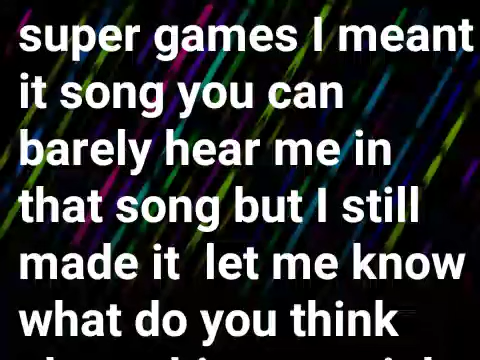 super games I meant
it song you can
barely hear me in
that song but I still
made it  let me know
what do you think